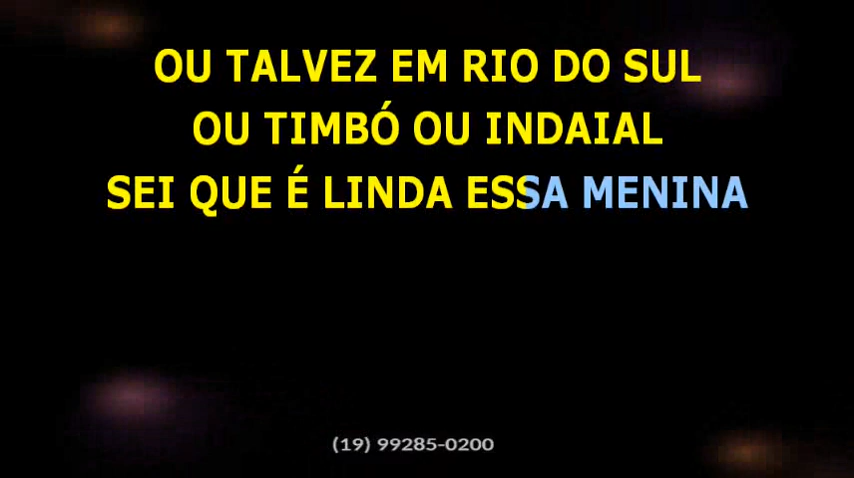 OU TALVEZ EM RIO DO SUL
OU TIMBÓ OU INDAIAL
SEI QUE É LINDA ESSA MENINA
(19) 99285-0200